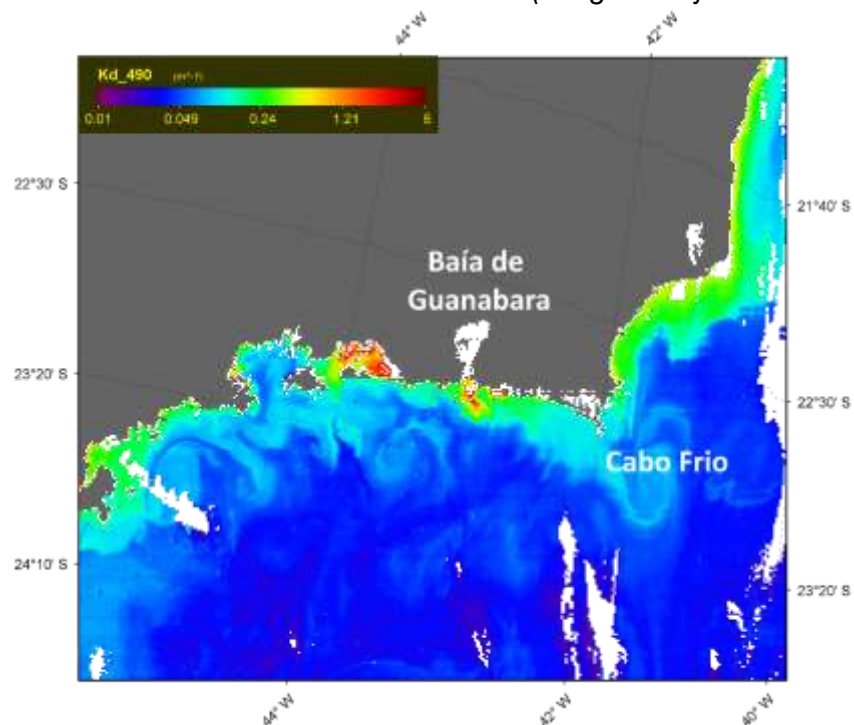 44° W
42° W
Kd_490 (m^-1)
0.01 0.049 0.24 1.21 6
22°30' S
21°40' S
Baía de
Guanabara
23°20' S
22°30' S
Cabo Frio
24°10' S
23°20' S
44° W
42° W
40° W